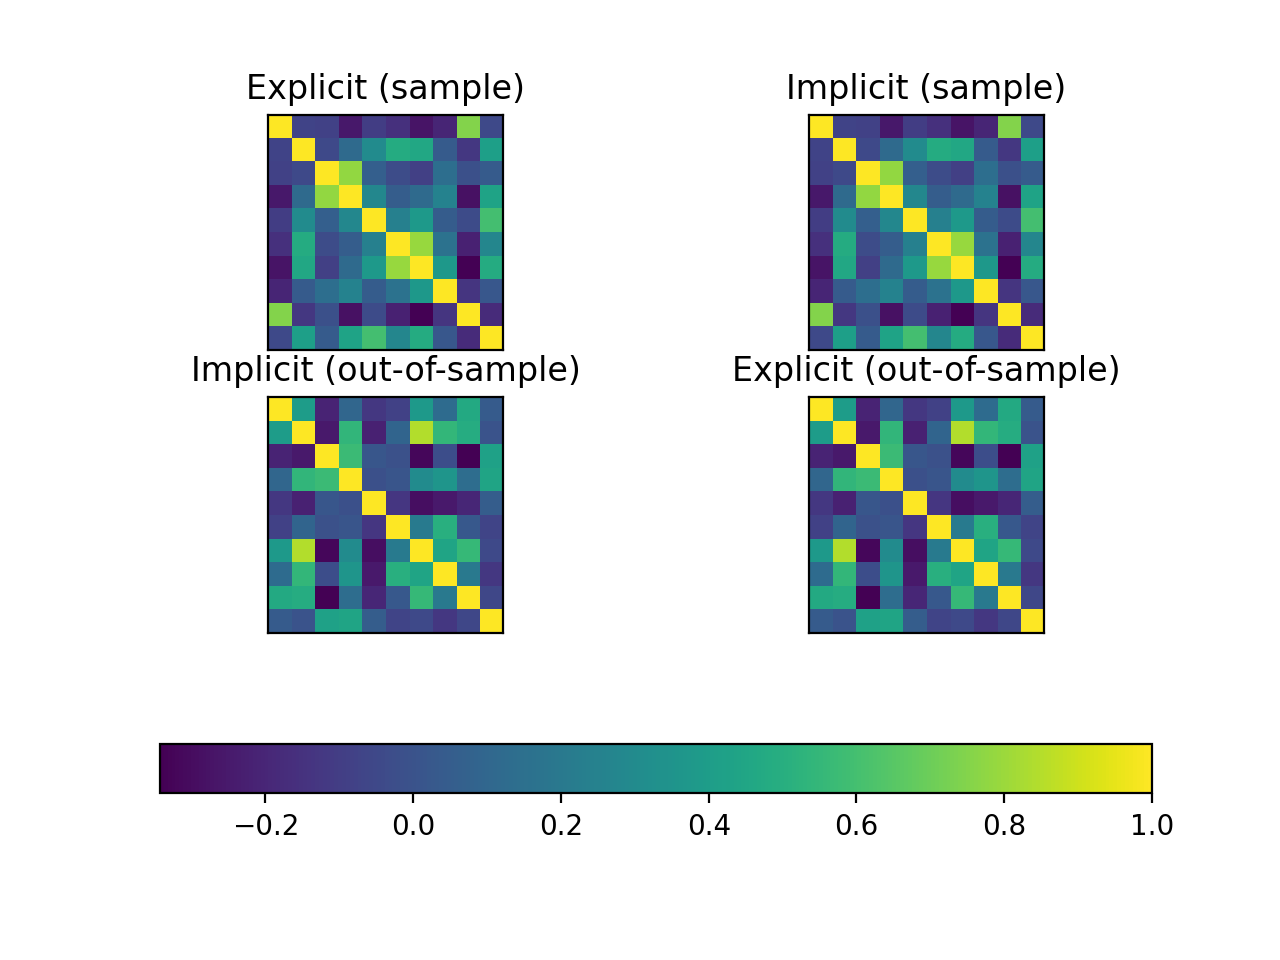 Explicit (sample)
Implicit (sample)
Implicit (out-of-sample)
Explicit (out-of-sample)
−0.2
0.0
0.2
0.4
0.6
0.8
1.0